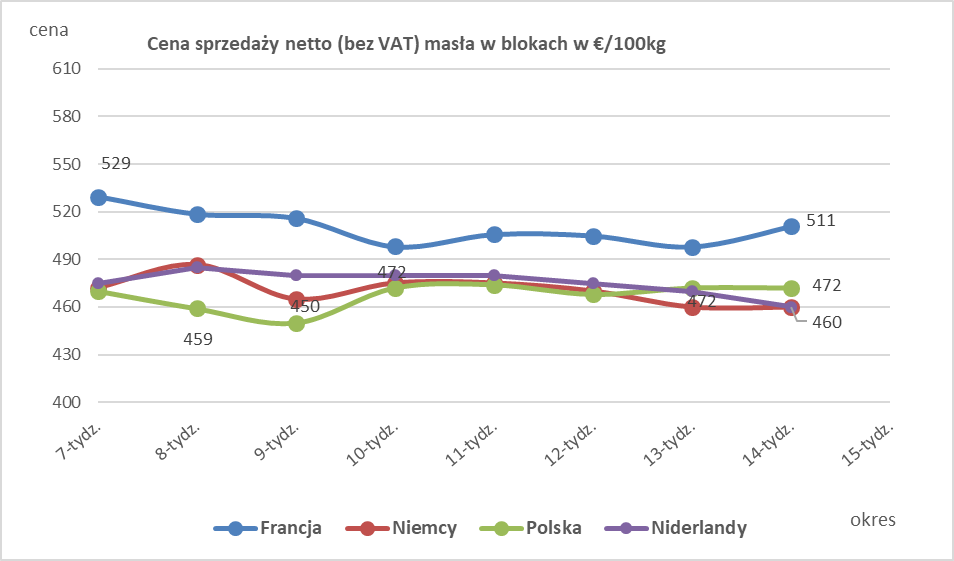 cena
Cena sprzedaży netto (bez VAT) masła w blokach w €/100kg
610
580
550
520
490
460
430
400
529
511
472
450
459
472
472
460
7-tydz.
8-tydz.
9-tydz.
10-tydz.
11-tydz.
12-tydz.
13-tydz.
14-tydz.
15-tydz.
Francja Niemcy Polska Niderlandy
okres